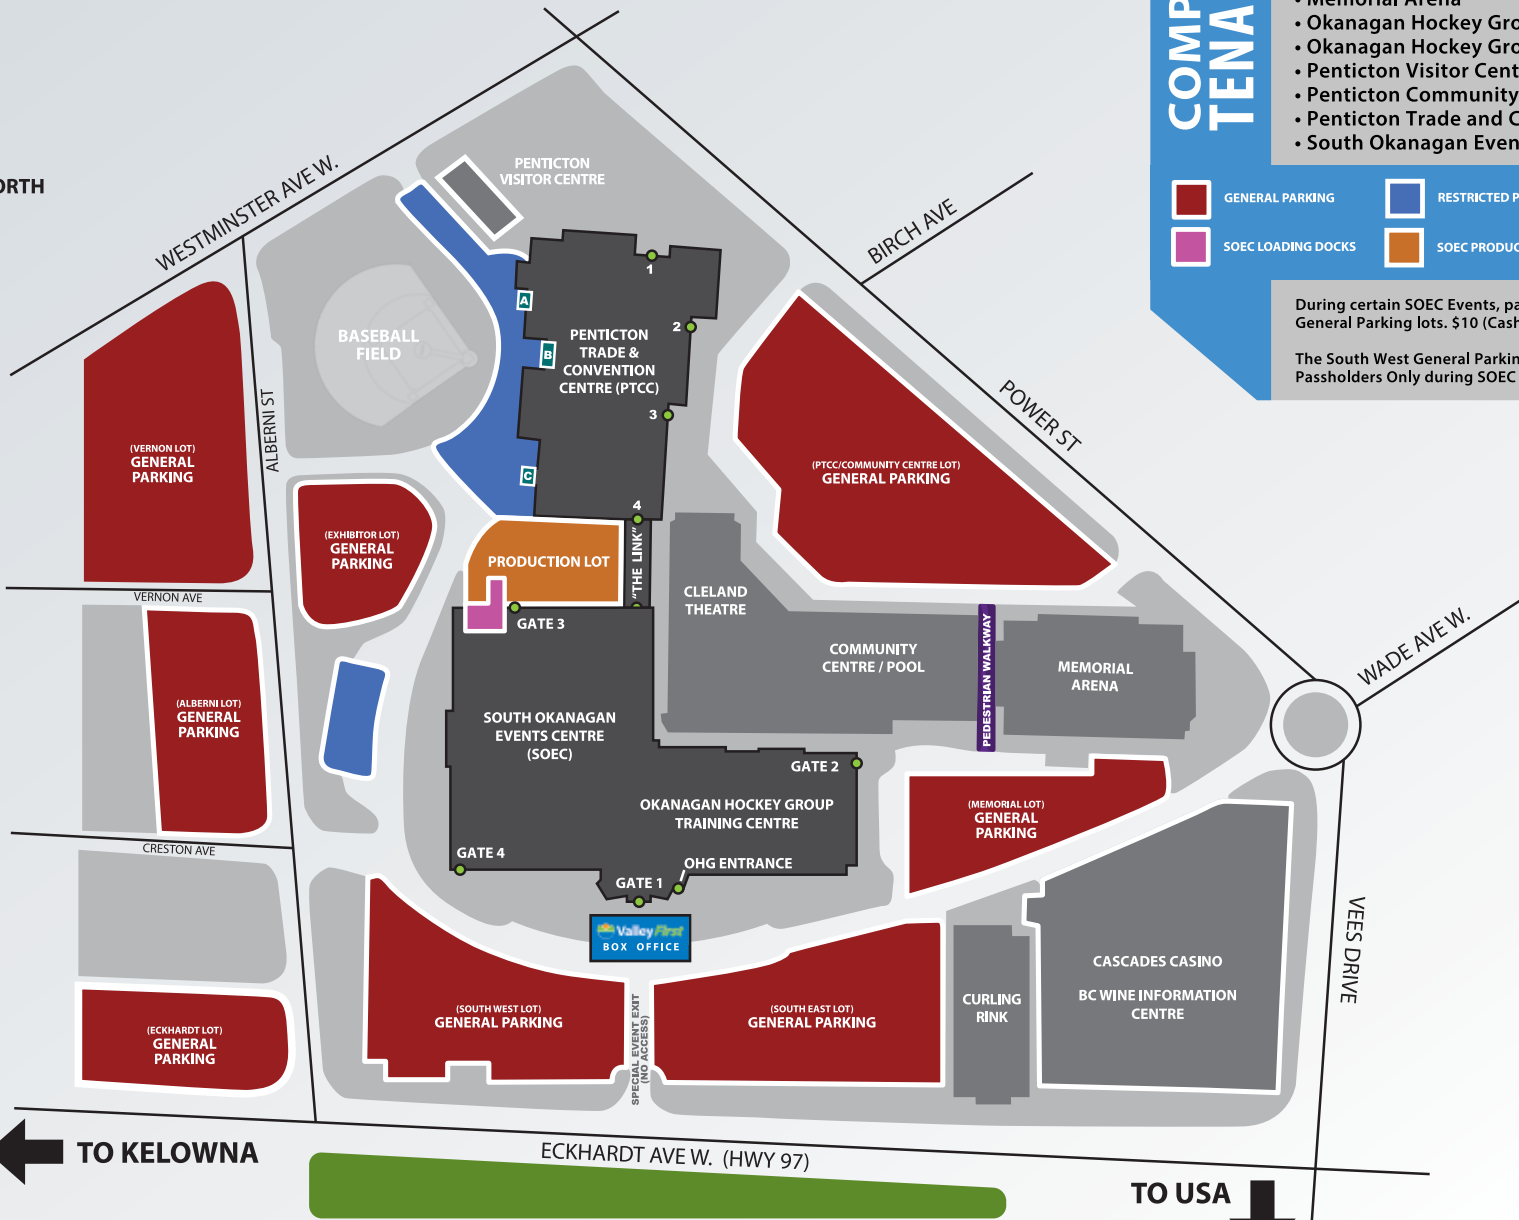 COMP
TENA
• Memorial Arena
• Okanagan Hockey Gro
• Okanagan Hockey Gro
• Penticton Visitor Cent
• Penticton Community
• Penticton Trade and C
• South Okanagan Even
GENERAL PARKING
RESTRICTED P
SOEC LOADING DOCKS
SOEC PRODUC
During certain SOEC Events, pa
General Parking lots. $10 (Cash
The South West General Parkin
Passholders Only during SOEC
ORTH
WESTMINSTER AVE W.
PENTICTON
VISITOR CENTRE
BIRCH AVE
1
2
3
4
A
B
C
BASEBALL
FIELD
PENTICTON
TRADE &
CONVENTION
CENTRE (PTCC)
POWER ST
ALBERNI ST
(VERNON LOT)
GENERAL
PARKING
(PTCC/COMMUNITY CENTRE LOT)
GENERAL PARKING
(EXHIBITOR LOT)
GENERAL
PARKING
PRODUCTION LOT
"THE LINK"
CLELAND
THEATRE
VERNON AVE
GATE 3
COMMUNITY
CENTRE / POOL
PEDESTRIAN WALKWAY
MEMORIAL
ARENA
WADE AVE W.
(ALBERNI LOT)
GENERAL
PARKING
SOUTH OKANAGAN
EVENTS CENTRE
(SOEC)
GATE 2
OKANAGAN HOCKEY GROUP
TRAINING CENTRE
(MEMORIAL LOT)
GENERAL
PARKING
CRESTON AVE
GATE 4
OHG ENTRANCE
GATE 1
Valley First
BOX OFFICE
VEES DRIVE
CASCADES CASINO
BC WINE INFORMATION
CENTRE
CURLING
RINK
(SOUTH WEST LOT)
GENERAL PARKING
SPECIAL EVENT EXIT
(NO ACCESS)
(SOUTH EAST LOT)
GENERAL PARKING
(ECKHARDT LOT)
GENERAL
PARKING
TO KELOWNA
ECKHARDT AVE W. (HWY 97)
TO USA